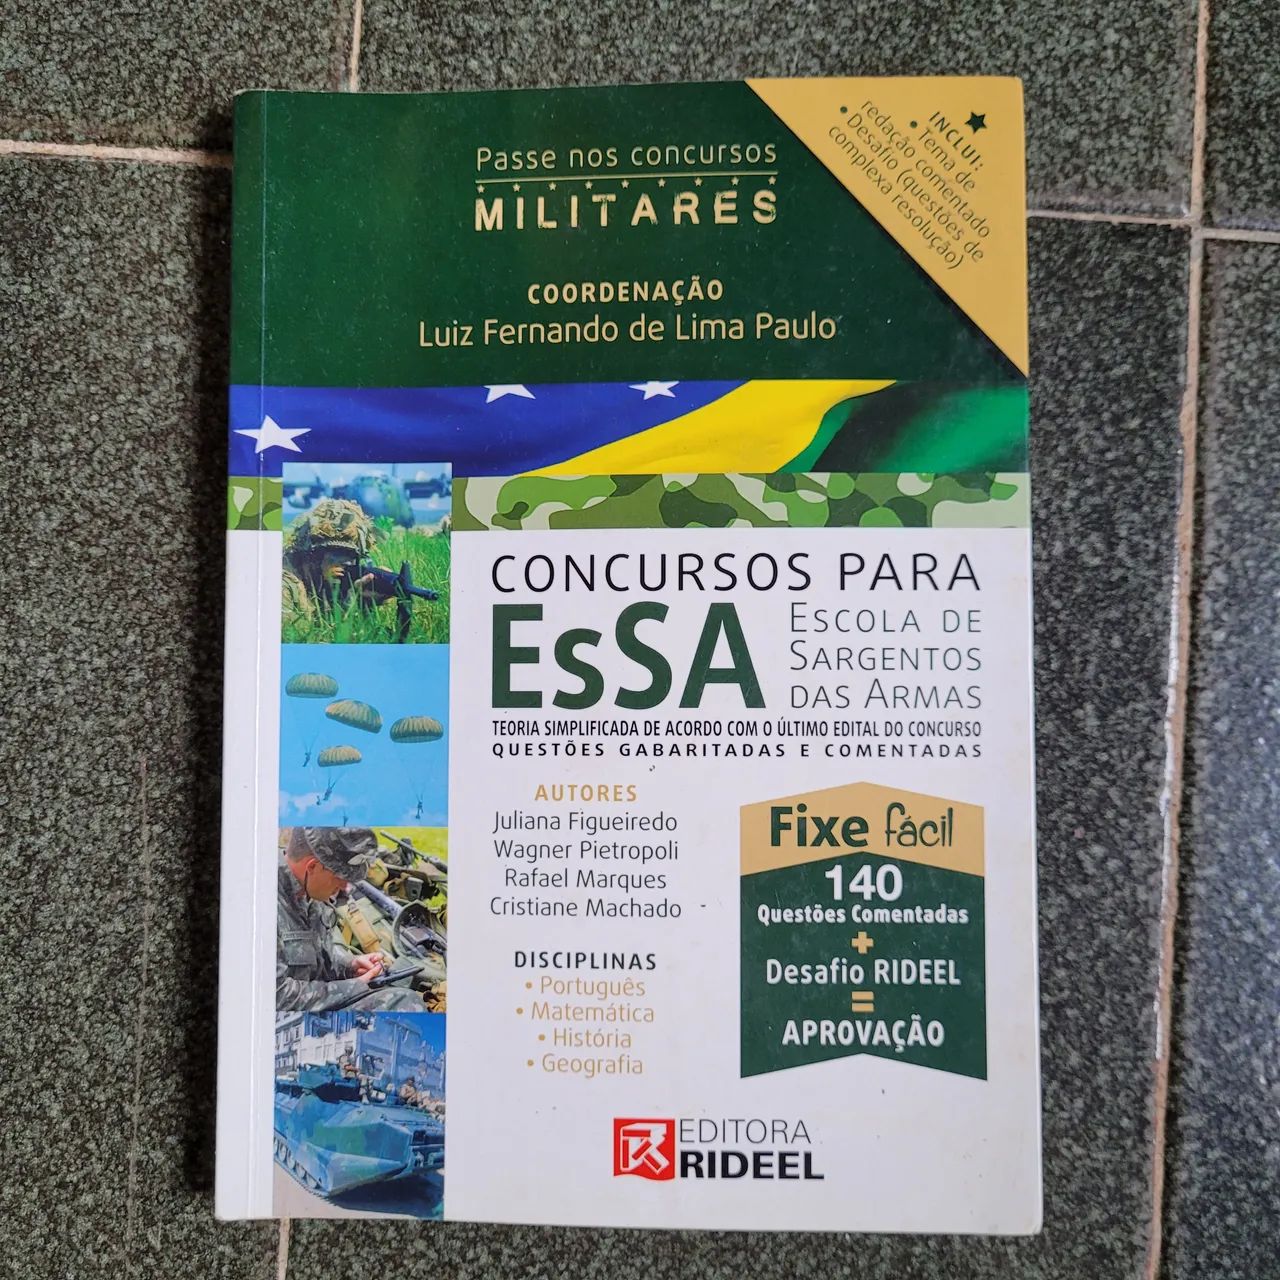 Passe nos concursos
MILITARES
INCLUI:
• Tema de
redação comentado
• Desafio (questões de
complexa resolução)
COORDENAÇÃO
Luiz Fernando de Lima Paulo
CONCURSOS PARA
EsSA
ESCOLA DE
SARGENTOS
DAS ARMAS
TEORIA SIMPLIFICADA DE ACORDO COM O ÚLTIMO EDITAL DO CONCURSO
QUESTÕES GABARITADAS E COMENTADAS
AUTORES
Juliana Figueiredo
Wagner Pietropoli
Rafael Marques
Cristiane Machado
DISCIPLINAS
• Português
• Matemática
• História
• Geografia
Fixe fácil
140
Questões Comentadas
+
Desafio RIDEEL
=
APROVAÇÃO
EDITORA
RIDEEL